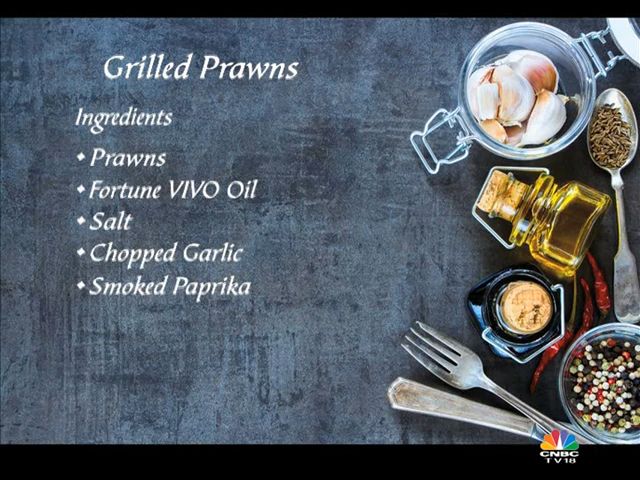 Grilled Prawns
Ingredients
• Prawns
• Fortune VIVO Oil
• Salt
• Chopped Garlic
• Smoked Paprika
CNBC
TV18